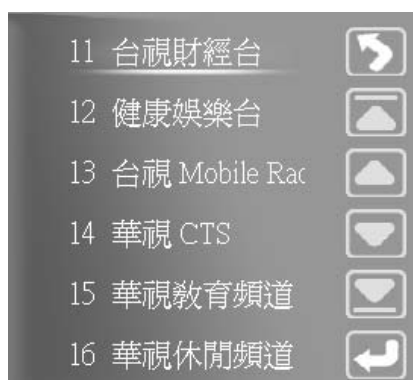 11 台視財經台
12 健康娛樂台
13 台視 Mobile Rac
14 華視 CTS
15 華視教育頻道
16 華視休閒頻道